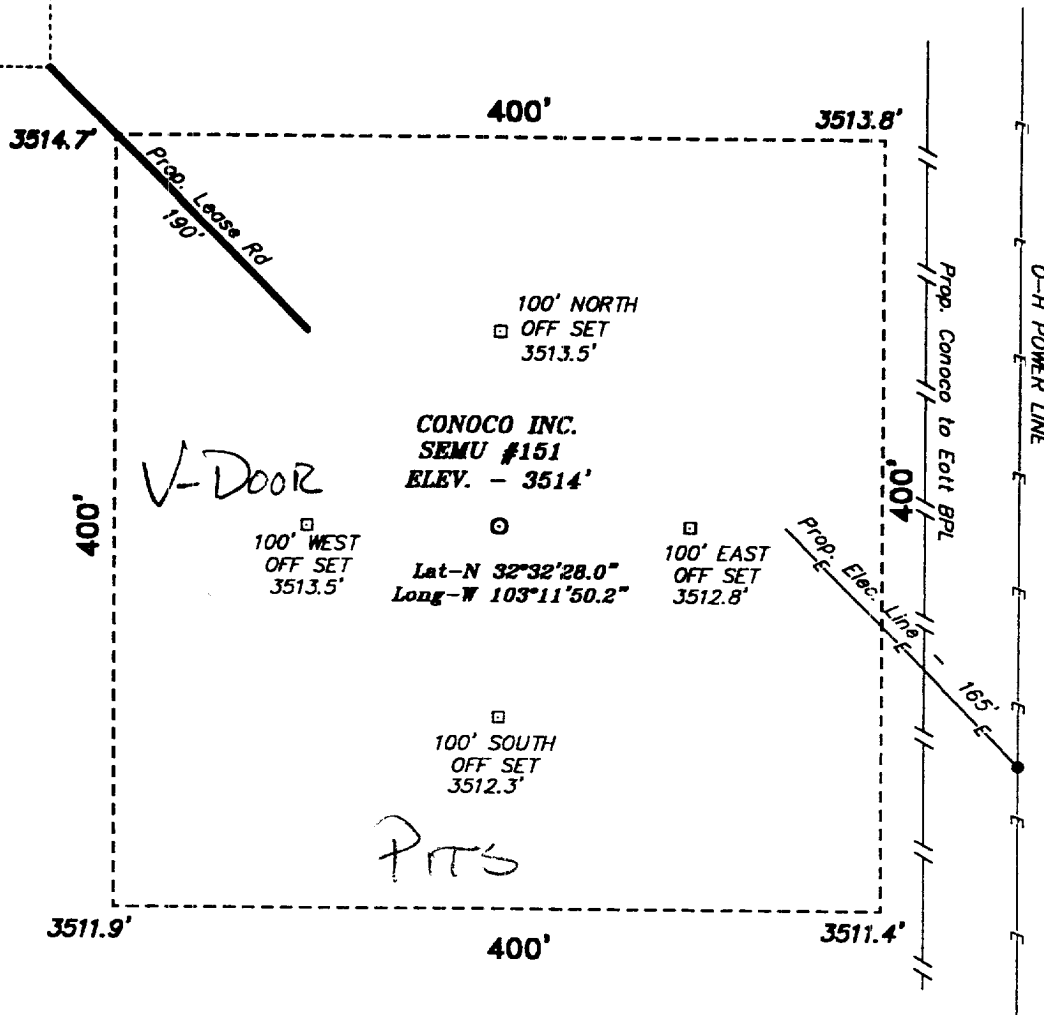 400'
3514.7'
3513.8'
Prop. Lease Rd
190'
100' NORTH
OFF SET
3513.5'
O-H POWER LINE
Prop. Conoco to Eott BPL
CONOCO INC.
SEMU #151
ELEV. - 3514'
V-DOOR
400'
400'
100' WEST
OFF SET
3513.5'
Lat-N 32°32'28.0"
Long-W 103°11'50.2"
100' EAST
OFF SET
3512.8'
Prop. Elec. Line - 165'
E
E
E
E
E
E
E
E
E
E
E
E
100' SOUTH
OFF SET
3512.3'
PITS
3511.9'
400'
3511.4'